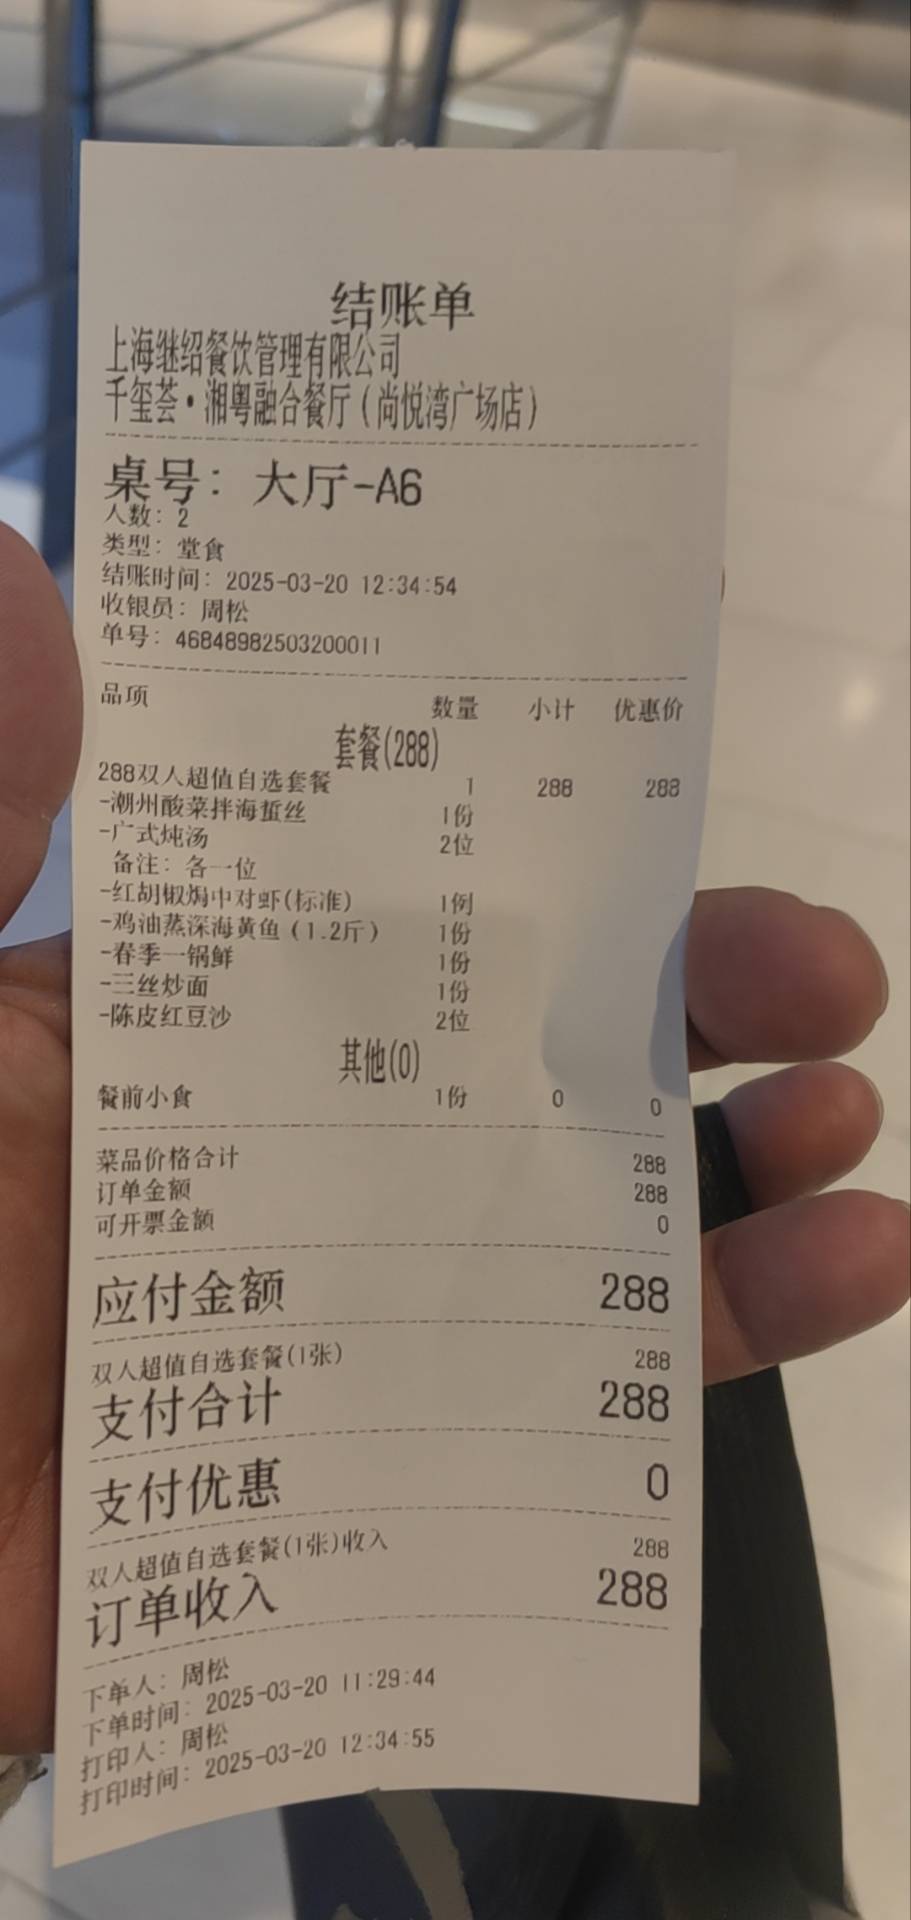 结账单
上海继绍餐饮管理有限公司
千玺荟·湘粤融合餐厅(尚悦湾广场店)
桌号: 大厅-A6
人数: 2
类型: 堂食
结账时间: 2025-03-20 12:34:54
收银员: 周松
单号: 46848982503200011
品项 数量 小计 优惠价
套餐(288)
288双人超值自选套餐 1 288 288
-潮州酸菜拌海蜇丝 1份
-广式炖汤 2位
备注: 各一位
-红胡椒焗中对虾(标准) 1例
-鸡油蒸深海黄鱼(1.2斤) 1份
-春季一锅鲜 1份
-三丝炒面 1份
-陈皮红豆沙 2位
其他(0)
餐前小食 1份 0 0
菜品价格合计 288
订单金额 288
可开票金额 0
应付金额 288
双人超值自选套餐(1张) 288
支付合计 288
支付优惠 0
双人超值自选套餐(1张)收入 288
订单收入 288
下单人: 周松
下单时间: 2025-03-20 11:29:44
打印人: 周松
打印时间: 2025-03-20 12:34:55